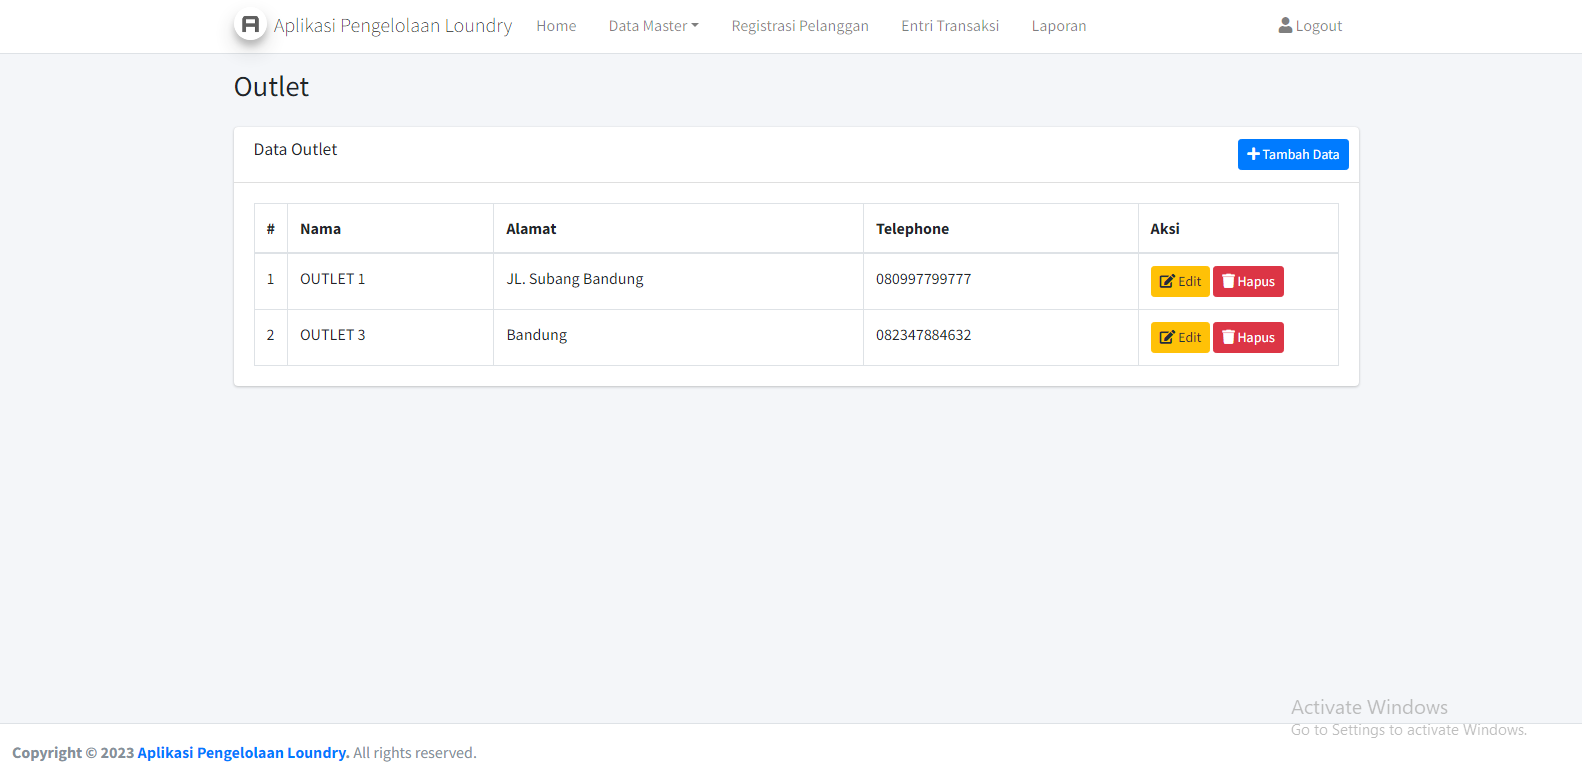 Aplikasi Pengelolaan Loundry Home Data Master Registrasi Pelanggan Entri Transaksi Laporan Logout
Outlet
Data Outlet Tambah Data
# Nama Alamat Telephone Aksi
1 OUTLET 1 JL. Subang Bandung 080997799777 Edit Hapus
2 OUTLET 3 Bandung 082347884632 Edit Hapus
Activate Windows
Go to Settings to activate Windows.
Copyright © 2023 Aplikasi Pengelolaan Loundry. All rights reserved.